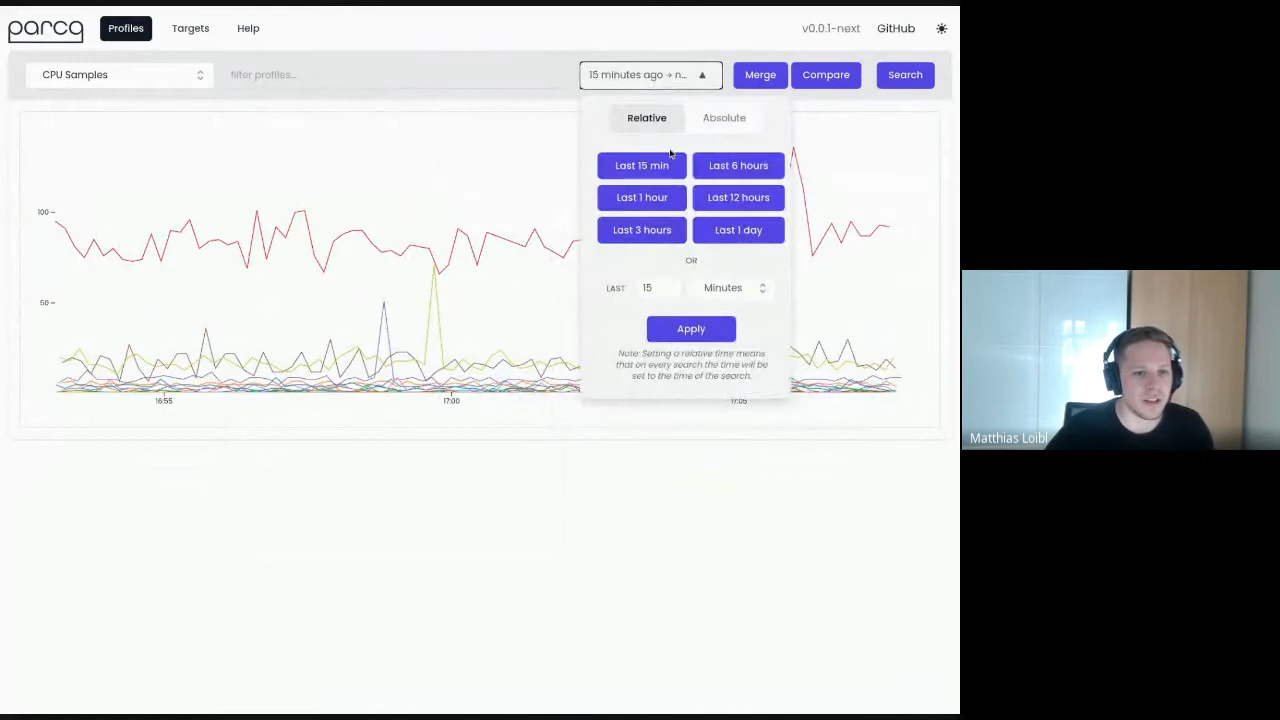 parca
Profiles
Targets
Help
v0.0.1-next
GitHub
CPU Samples
filter profiles...
15 minutes ago → n...
Merge
Compare
Search
Relative
Absolute
Last 15 min
Last 6 hours
Last 1 hour
Last 12 hours
Last 3 hours
Last 1 day
OR
LAST
15
Minutes
Apply
Note: Setting a relative time means
that on every search the time will be
set to the time of the search.
100
50
16:55
17:00
17:05
Matthias Loibl